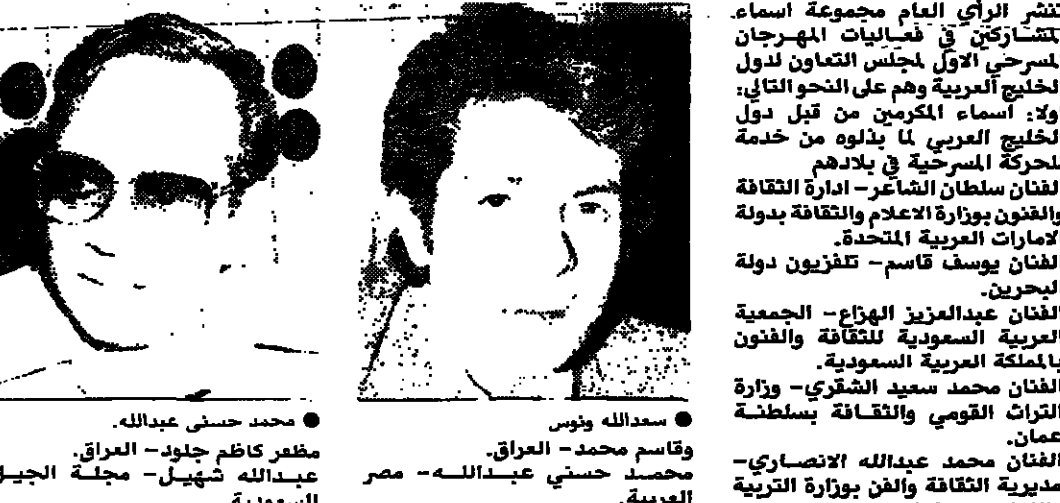 تنشر الرأي العام مجموعة اسماء
المشاركين في فعاليات المهرجان
المسرحي الاول لمجلس التعاون لدول
الخليج العربية وهم على النحو التالي:
اولا: اسماء المكرمين من قبل دول
الخليج العربي لما بذلوه من خدمة
للحركة المسرحية في بلادهم
الفنان سلطان الشاعر– ادارة الثقافة
والفنون بوزارة الاعلام والثقافة بدولة
الامارات العربية المتحدة.
الفنان يوسف قاسم– تلفزيون دولة
البحرين.
الفنان عبدالعزيز الهزاع– الجمعية
العربية السعودية للثقافة والفنون
بالمملكة العربية السعودية.
الفنان محمد سعيد الشقري– وزارة
التراث القومي والثقافة بسلطنة
عمان.
الفنان محمد عبدالله الانصاري–
مديرية الثقافة والفن بوزارة التربية
● سعدالله ونوس
وقاسم محمد– العراق.
محمد حسني عبدالله– مصر
العربية.
● محمد حسنى عبدالله.
مظفر كاظم جلود– العراق.
عبدالله شهيل– مجلة الجيل
السعودية